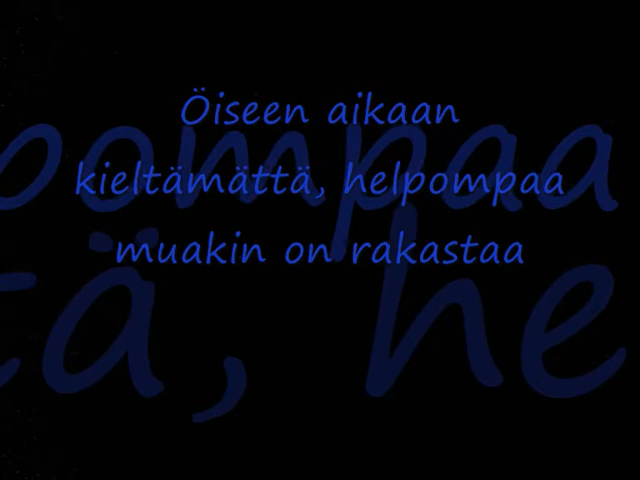 Öiseen aikaan
kieltämättä, helpompaa
muakin on rakastaa